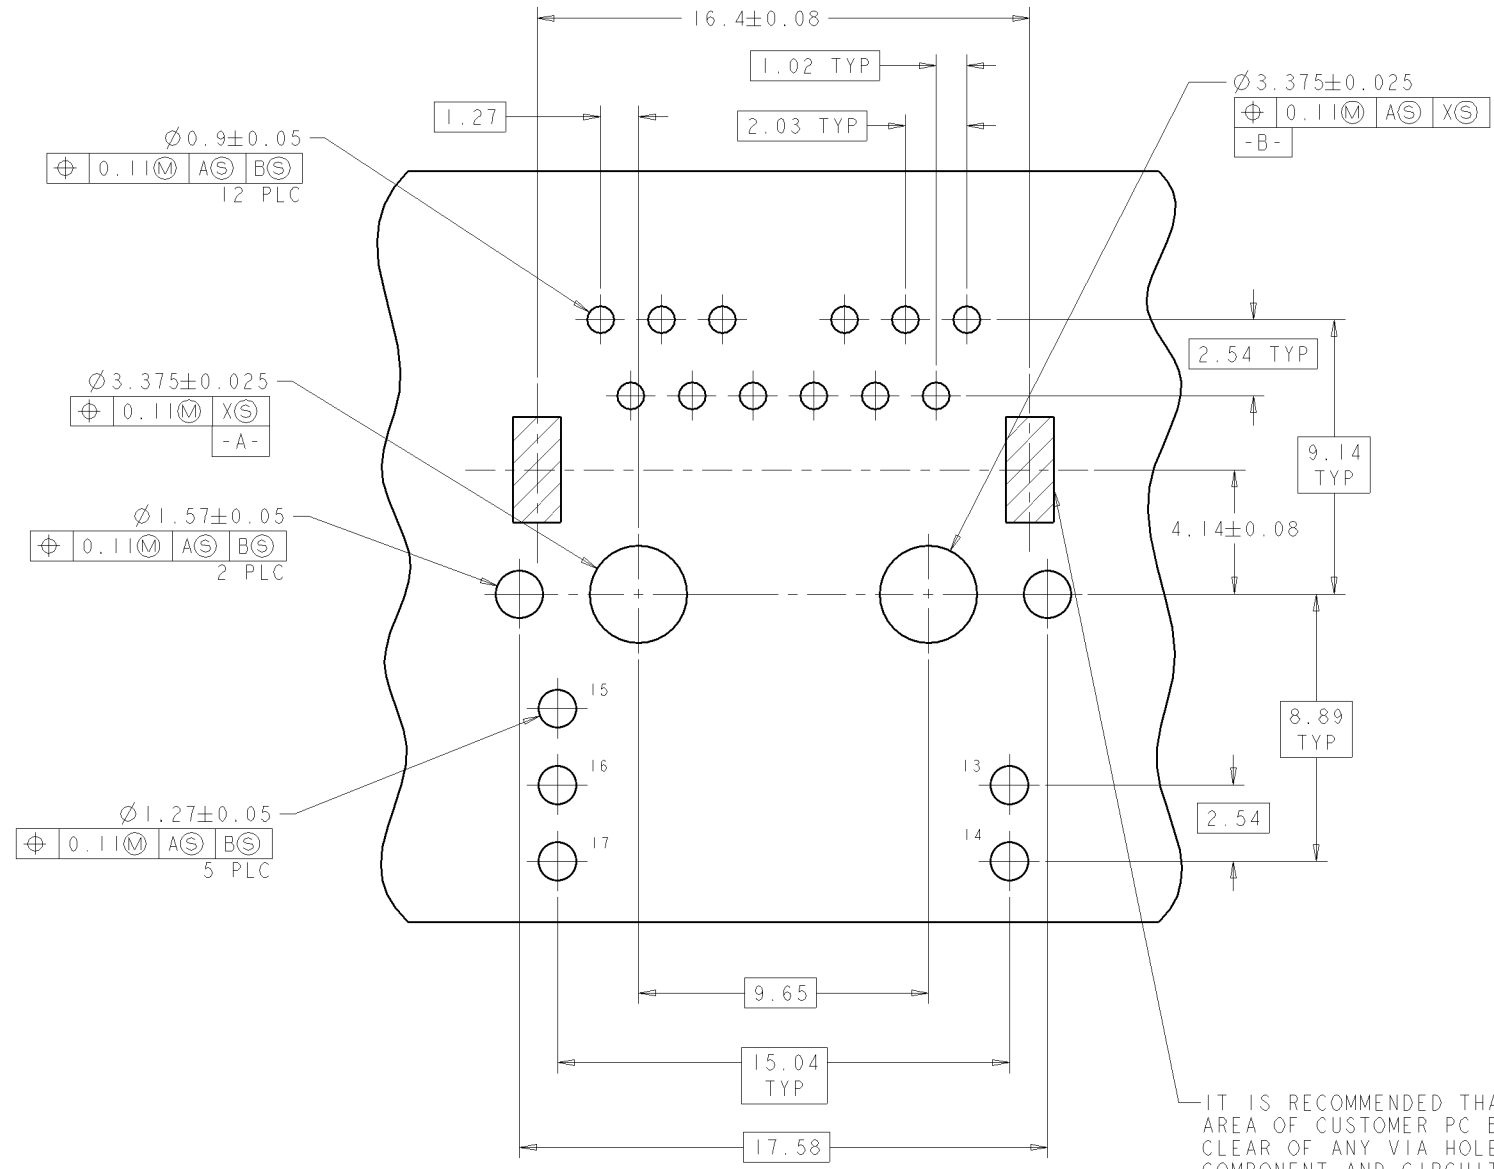 16.4±0.08
1.02 TYP
Ø3.375±0.025
⌖ 0.11Ⓜ AⓈ XⓈ
-B-
1.27
2.03 TYP
Ø0.9±0.05
⌖ 0.11Ⓜ AⓈ BⓈ
12 PLC
2.54 TYP
Ø3.375±0.025
⌖ 0.11Ⓜ XⓈ
-A-
9.14
TYP
Ø1.57±0.05
⌖ 0.11Ⓜ AⓈ BⓈ
2 PLC
4.14±0.08
15
8.89
TYP
16
13
Ø1.27±0.05
⌖ 0.11Ⓜ AⓈ BⓈ
5 PLC
2.54
17
14
9.65
15.04
TYP
17.58
IT IS RECOMMENDED
AREA OF CUSTOMER PC
CLEAR OF ANY VIA
COMPONENT AND